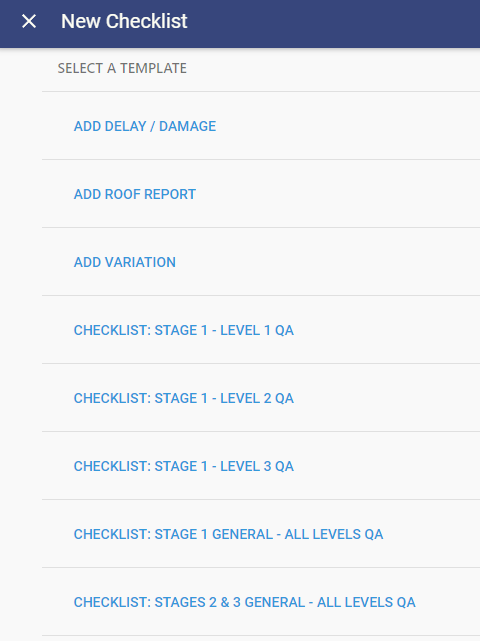 New Checklist
SELECT A TEMPLATE
ADD DELAY / DAMAGE
ADD ROOF REPORT
ADD VARIATION
CHECKLIST: STAGE 1 - LEVEL 1 QA
CHECKLIST: STAGE 1 - LEVEL 2 QA
CHECKLIST: STAGE 1 - LEVEL 3 QA
CHECKLIST: STAGE 1 GENERAL - ALL LEVELS QA
CHECKLIST: STAGES 2 & 3 GENERAL - ALL LEVELS QA